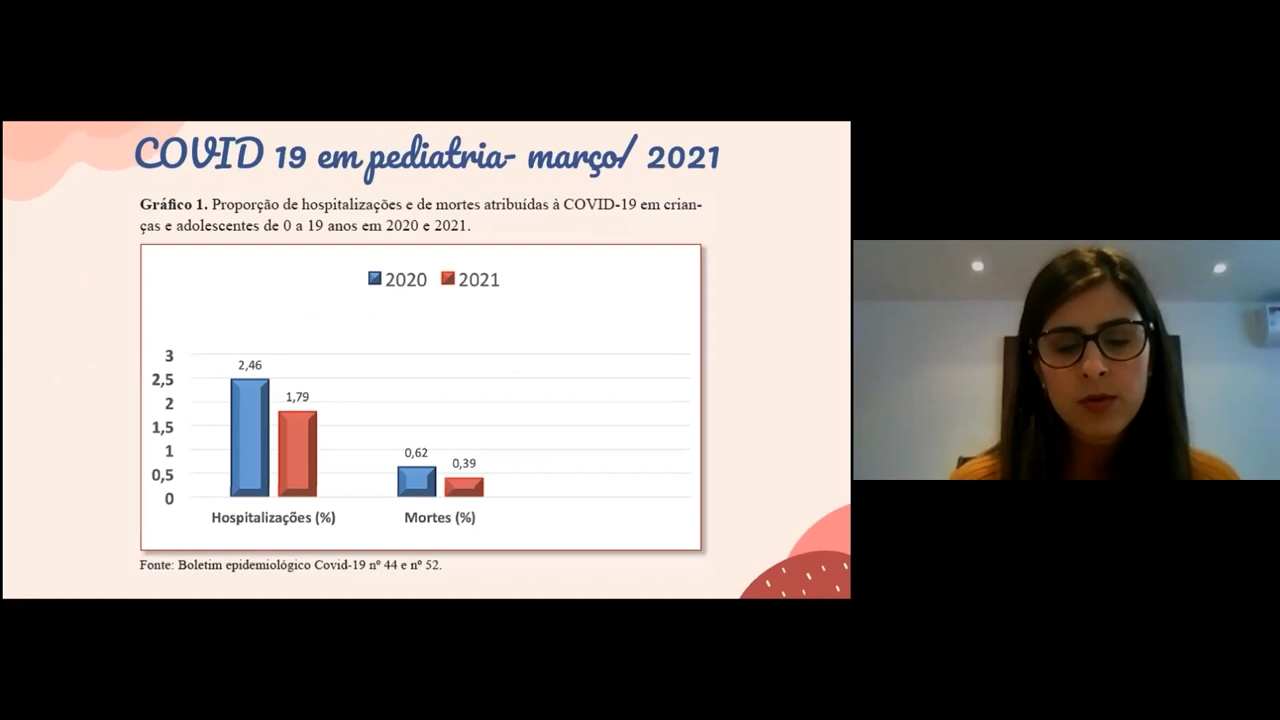 COVID 19 em pediatria- março/ 2021
Gráfico 1. Proporção de hospitalizações e de mortes atribuídas à COVID-19 em crian-
ças e adolescentes de 0 a 19 anos em 2020 e 2021.
2020 2021
3
2,5
2
1,5
1
0,5
0
2,46
1,79
0,62
0,39
Hospitalizações (%) Mortes (%)
Fonte: Boletim epidemiológico Covid-19 nº 44 e nº 52.